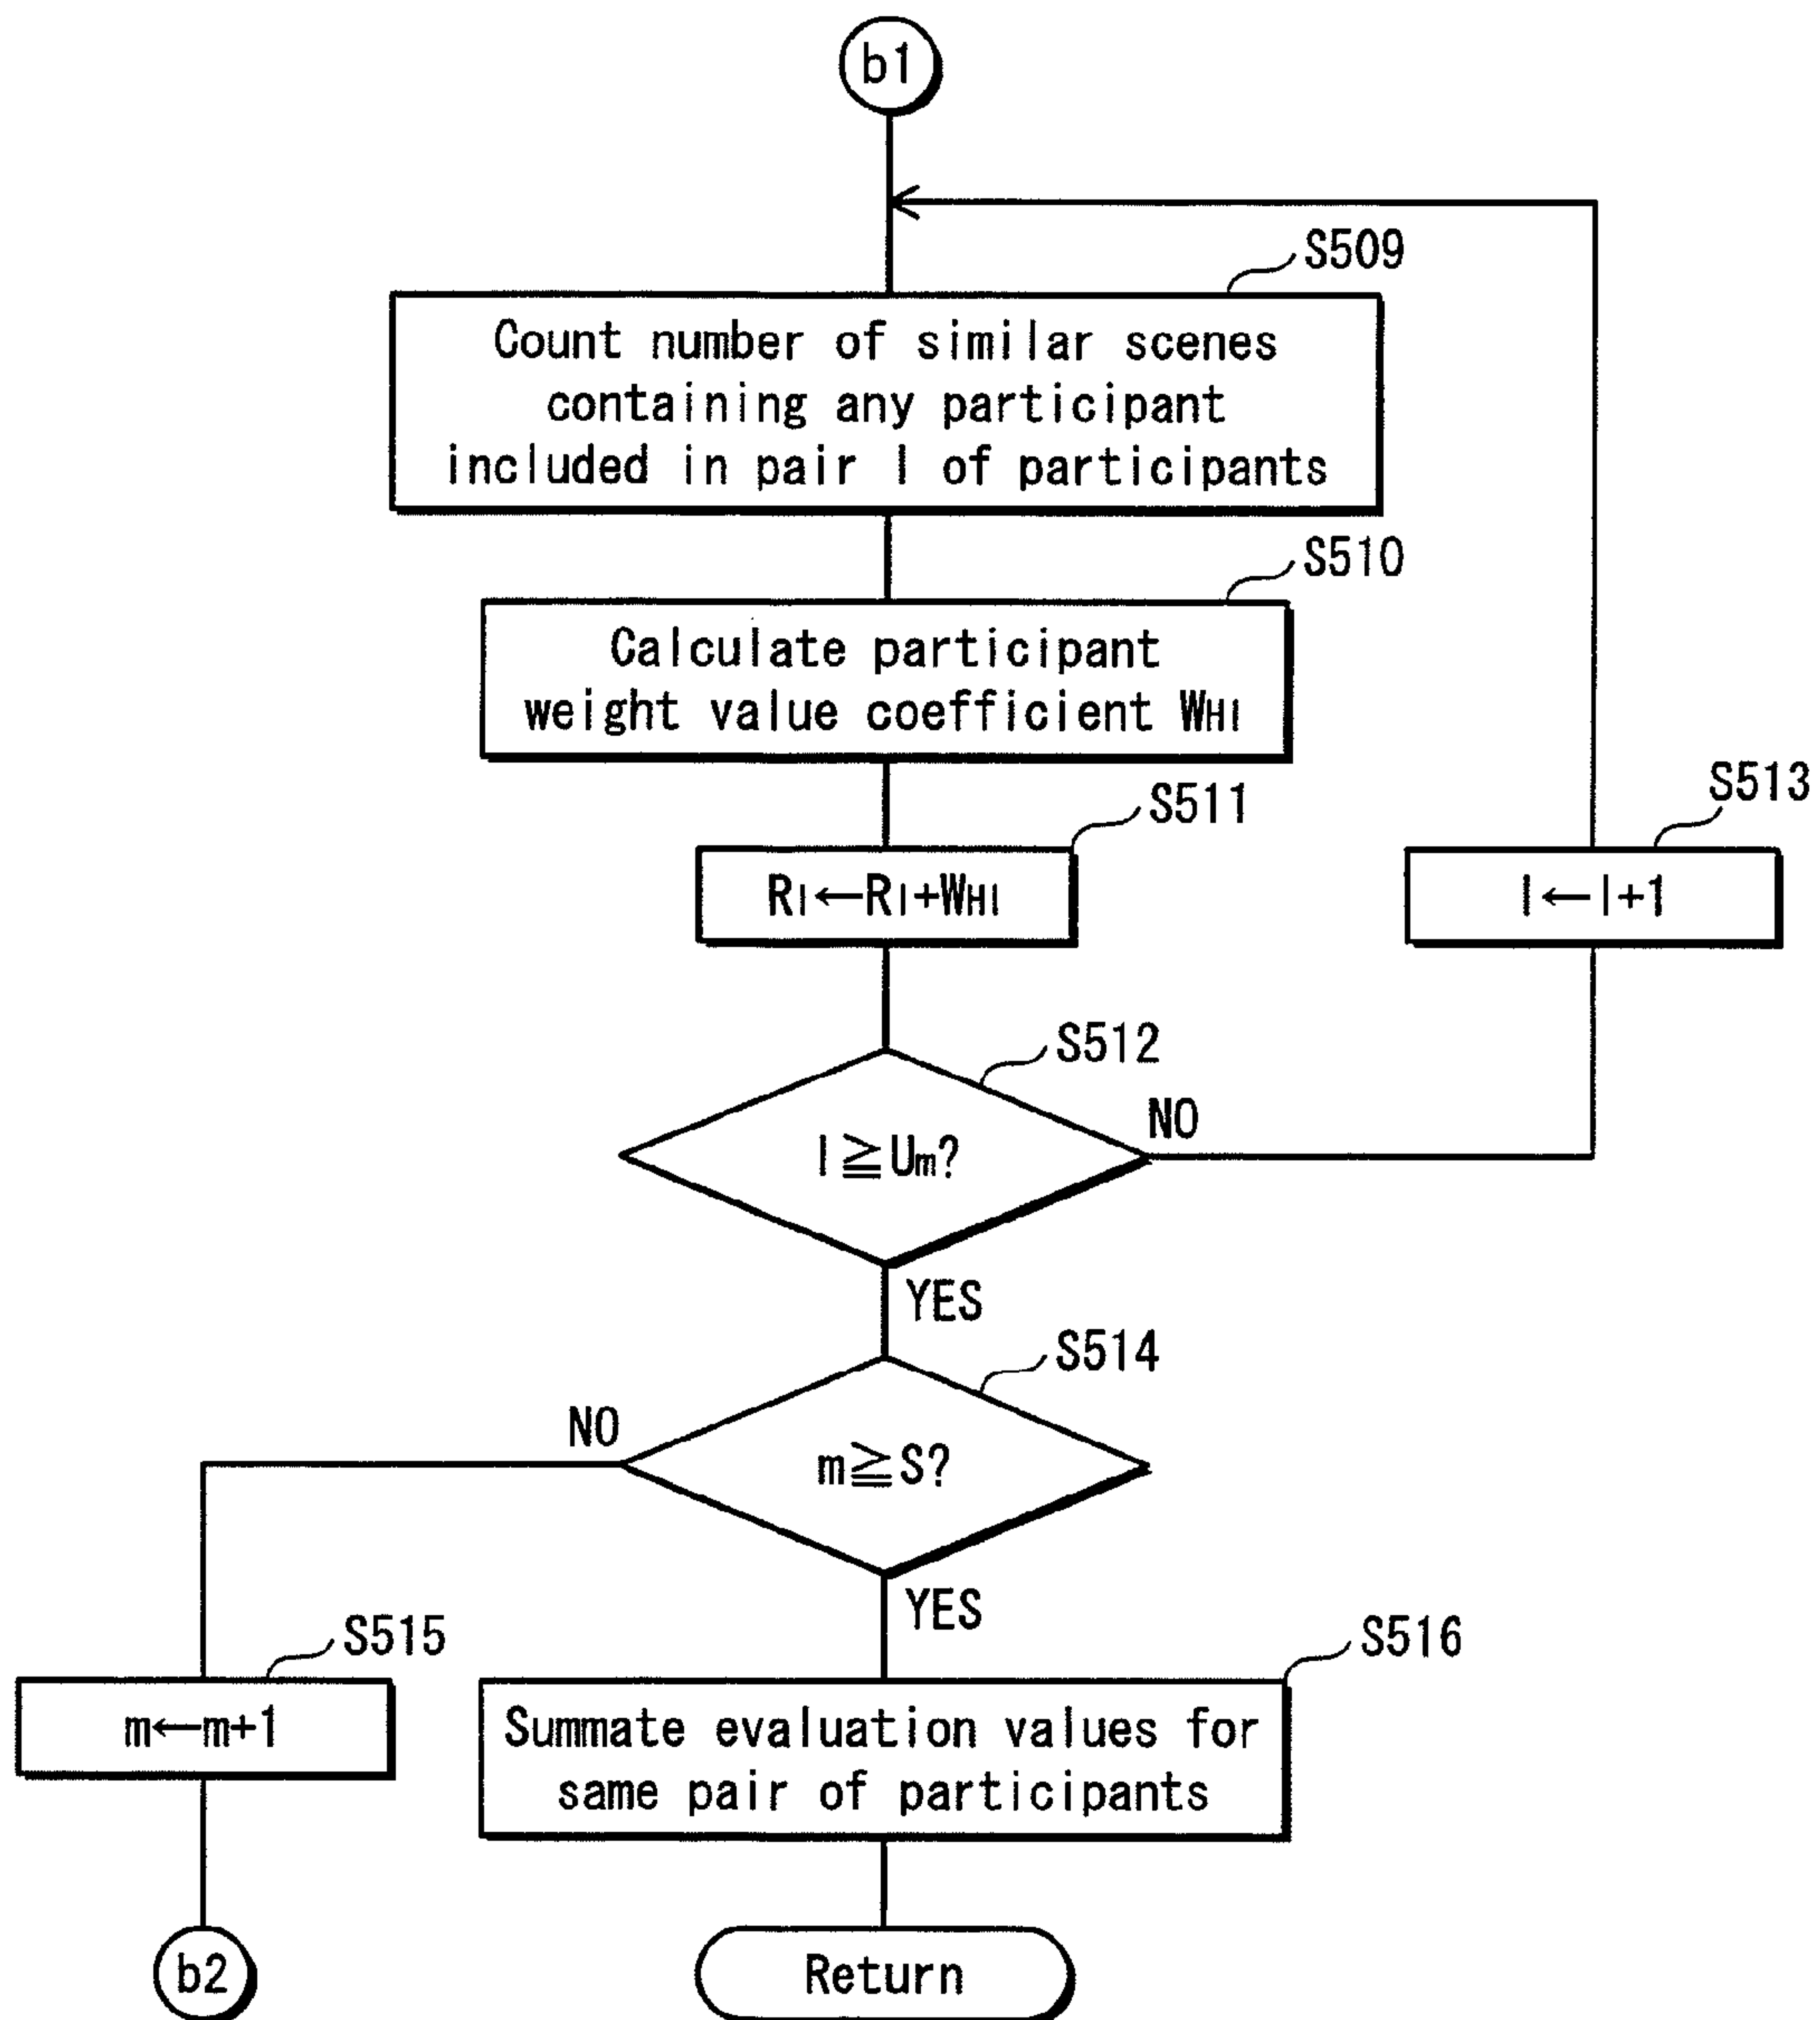 b1
S509
Count number of similar scenes
containing any participant
included in pair l of participants
S510
Calculate participant
weight value coefficient WHl
S511
Rl←Rl+WHl
S513
l←l+1
S512
l≧Um?
NO
YES
S514
m≧S?
NO
YES
S515
m←m+1
S516
Summate evaluation values for
same pair of participants
b2
Return